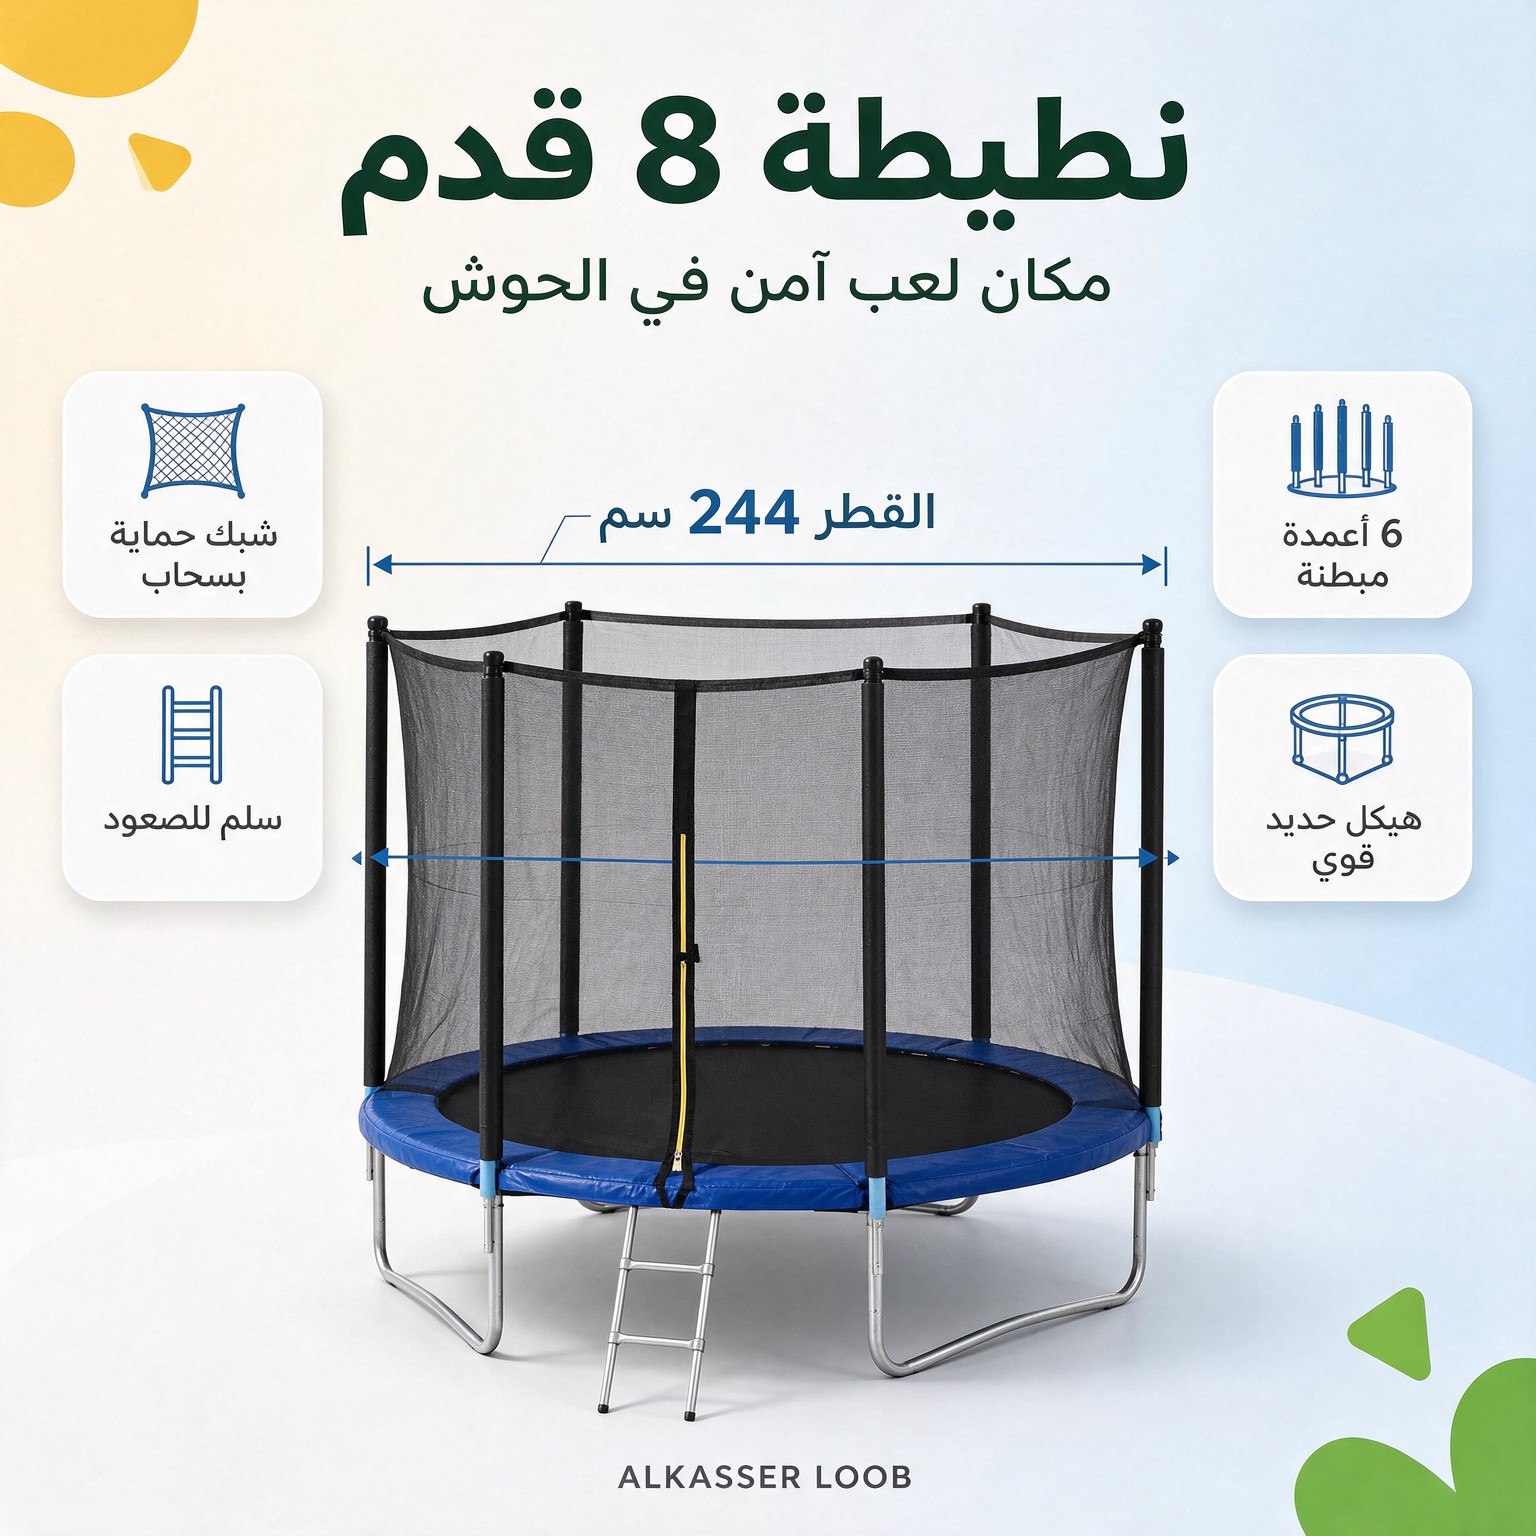 نطيطة 8 قدم
مكان لعب آمن في الحوش
6 أعمدة
مبطنة
شبك حماية
بسحاب
القطر 244 سم
هيكل حديد
قوي
سلم للصعود
ALKASSER LOOB